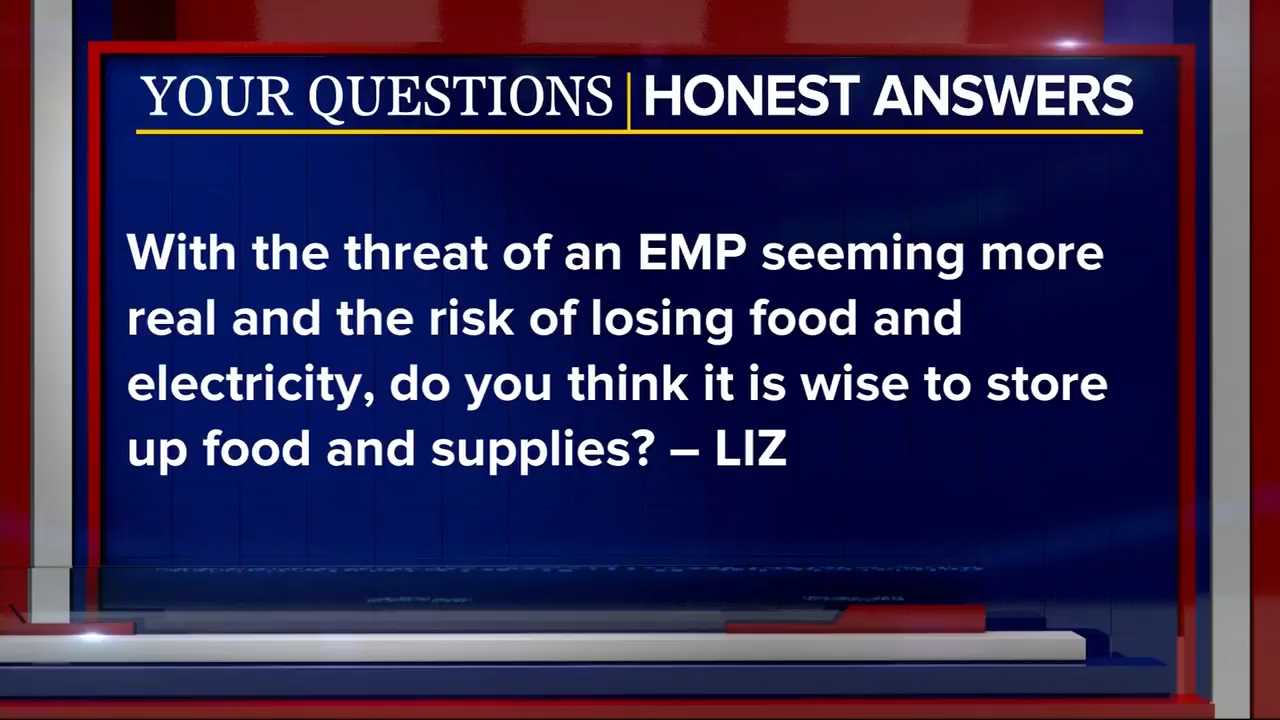 YOUR QUESTIONS | HONEST ANSWERS
With the threat of an EMP seeming more
real and the risk of losing food and
electricity, do you think it is wise to store
up food and supplies? – LIZ